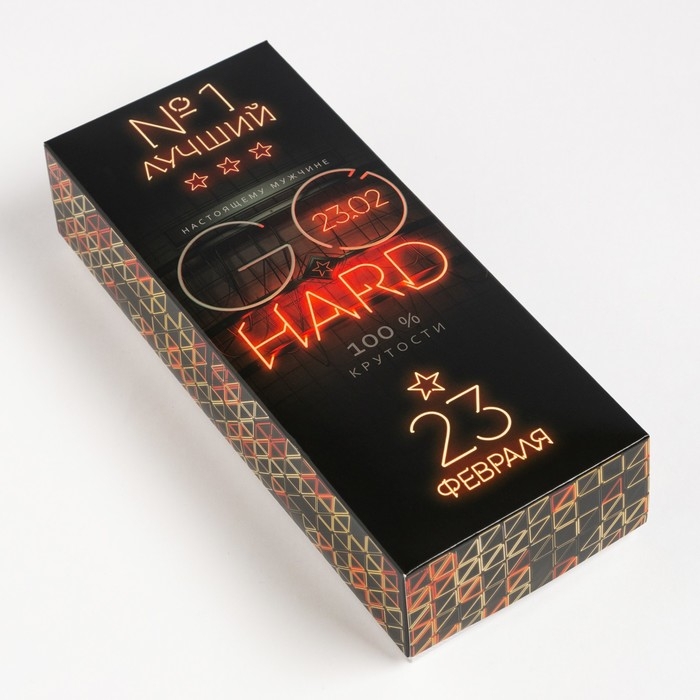 №1
ЛУЧШИЙ
НАСТОЯЩЕМУ МУЖЧИНЕ
GO
23.02
HARD
100 %
КРУТОСТИ
23
ФЕВРАЛЯ